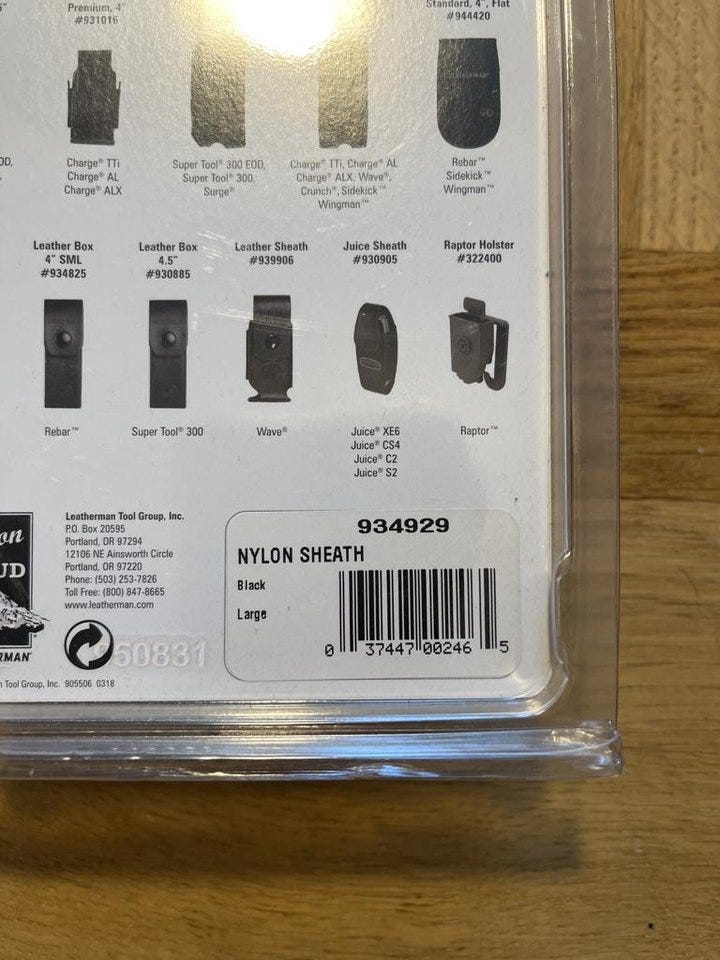 Premium, 4"
#931016
Standard, 4", Flat
#944420
LEATHERMAN
Charge® TTi
Charge® AL
Charge® ALX
Super Tool® 300 EOD,
Super Tool® 300,
Surge®
Charge® TTi, Charge® AL
Charge® ALX, Wave®,
Crunch®, Sidekick™
Wingman™
Rebar™
Sidekick™
Wingman™
Leather Box
4" SML
#934825
Leather Box
4.5"
#930885
Leather Sheath
#939906
Juice Sheath
#930905
Raptor Holster
#322400
Rebar™
Super Tool® 300
Wave®
Juice® XE6
Juice® CS4
Juice® C2
Juice® S2
Raptor™
Leatherman Tool Group, Inc.
P.O. Box 20595
Portland, OR 97294
12106 NE Ainsworth Circle
Portland, OR 97220
Phone: (503) 253-7826
Toll Free: (800) 847-8665
www.leatherman.com
950831
Tool Group, Inc. 905506 0318
934929
NYLON SHEATH
Black
Large
0 37447 00246 5